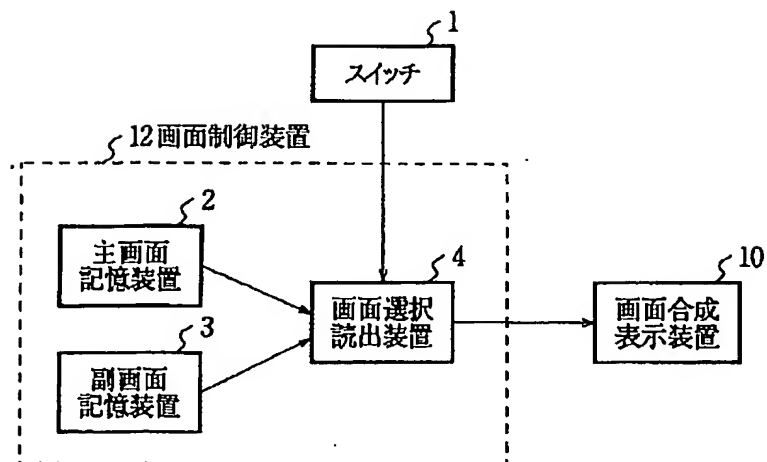 1
スイッチ
12画面制御装置
2
主画面
記憶装置
4
画面選択
読出装置
10
画面合成
表示装置
3
副画面
記憶装置